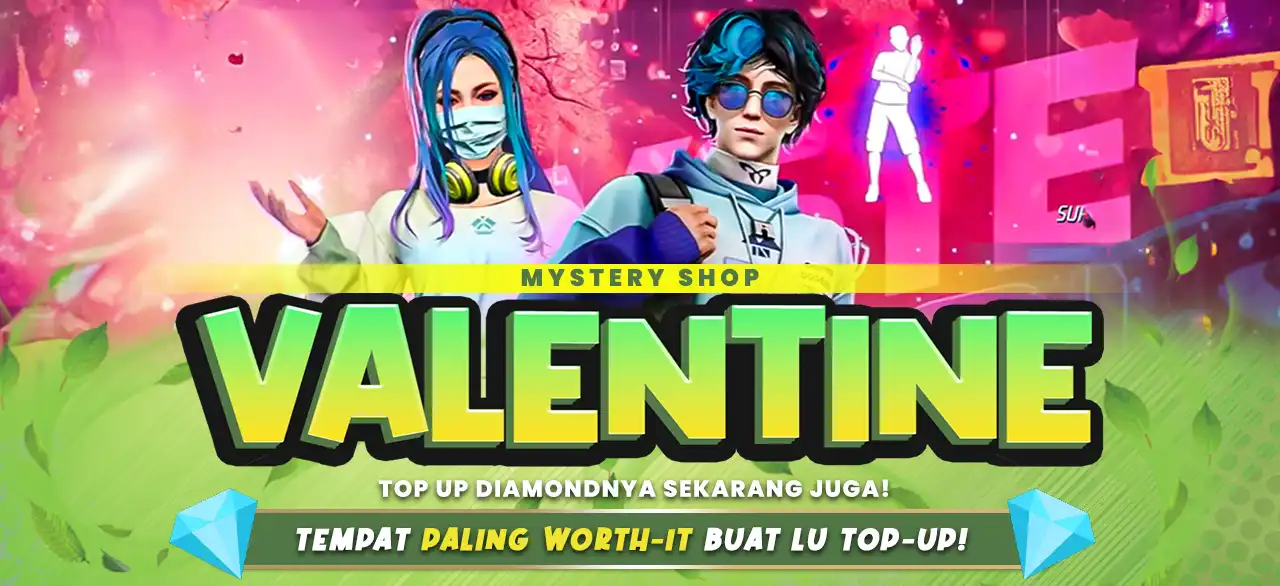 MYSTERY SHOP
VALENTINE
TOP UP DIAMONDNYA SEKARANG JUGA!
TEMPAT PALING WORTH-IT BUAT LU TOP-UP!